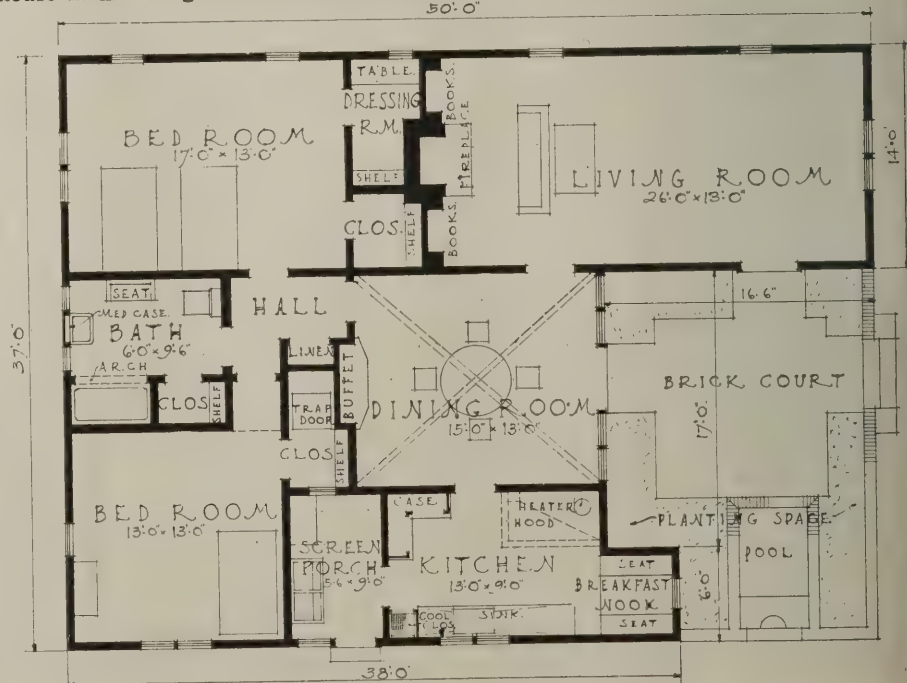 50'-0"
TABLE.
DRESSING
RM.
SHELF
BOOKS.
FIREPLACE
BOOKS
BED ROOM
17'-0" × 13'-0"
LIVING ROOM
26'-0" × 13'-0"
14'-0"
CLOS.
SHELF
37'-0"
SEAT
MED CASE.
BATH
6'-0" × 9'-6"
ARCH
CLOS
SHELF
HALL
LINEN
TRAP
DOOR
CLOS
SHELF
BUFFET
DINING ROOM
15'-0" × 13'-0"
16'-6"
BRICK COURT
17'-0"
PLANTING SPACE
POOL
6'-0"
BED ROOM
13'-0" × 13'-0"
SCREEN
PORCH
5'-6 × 9'-0"
CASE
HEATER
HOOD
KITCHEN
13'-0" × 9'-0"
COOL
CLOS
SINK.
SEAT
BREAKFAST
NOOK
SEAT
38'-0"